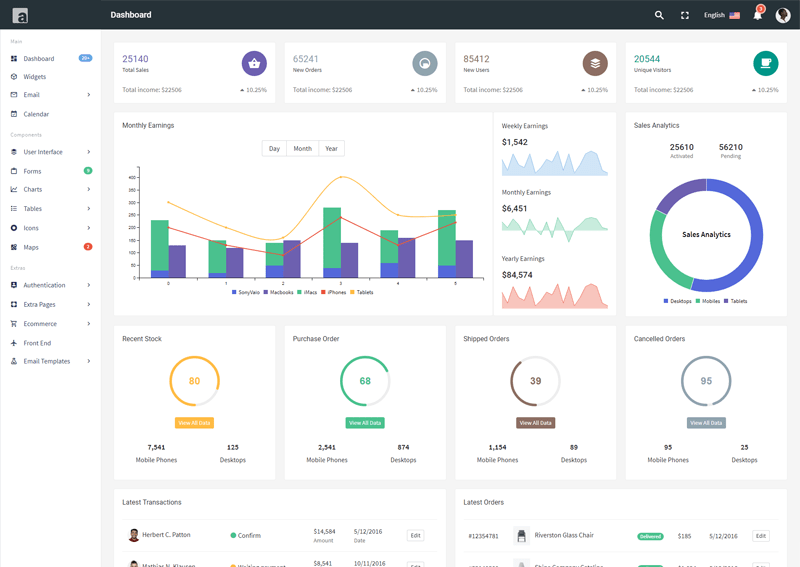 a
Dashboard
English
3
Main
Dashboard
20+
Widgets
Email
Calendar
Components
User Interface
Forms
Charts
Tables
Icons
Maps
Extras
Authentication
Extra Pages
Ecommerce
Front End
Email Templates
25140
Total Sales
Total income: $22506
10.25%
65241
New Orders
Total income: $22506
10.25%
85412
New Users
Total income: $22506
10.25%
20544
Unique Visitors
Total income: $22506
10.25%
Monthly Earnings
Day Month Year
400
350
300
250
200
150
100
50
0
0 1 2 3 4 5
SonyVaio Macbooks iMacs iPhones Tablets
Weekly Earnings
$1,542
Monthly Earnings
$6,451
Yearly Earnings
$84,574
Sales Analytics
25610 56210
Activated Pending
Sales Analytics
Desktops Mobiles Tablets
Recent Stock
80
View All Data
7,541 125
Mobile Phones Desktops
Purchase Order
68
View All Data
2,541 874
Mobile Phones Desktops
Shipped Orders
39
View All Data
1,154 89
Mobile Phones Desktops
Cancelled Orders
95
View All Data
95 25
Mobile Phones Desktops
Latest Transactions
Herbert C. Patton Confirm $14,584 5/12/2016 Edit
Amount Date
$8,541 10/11/2016
Latest Orders
#12354781 Riverston Glass Chair Delivered $185 5/12/2016 Edit